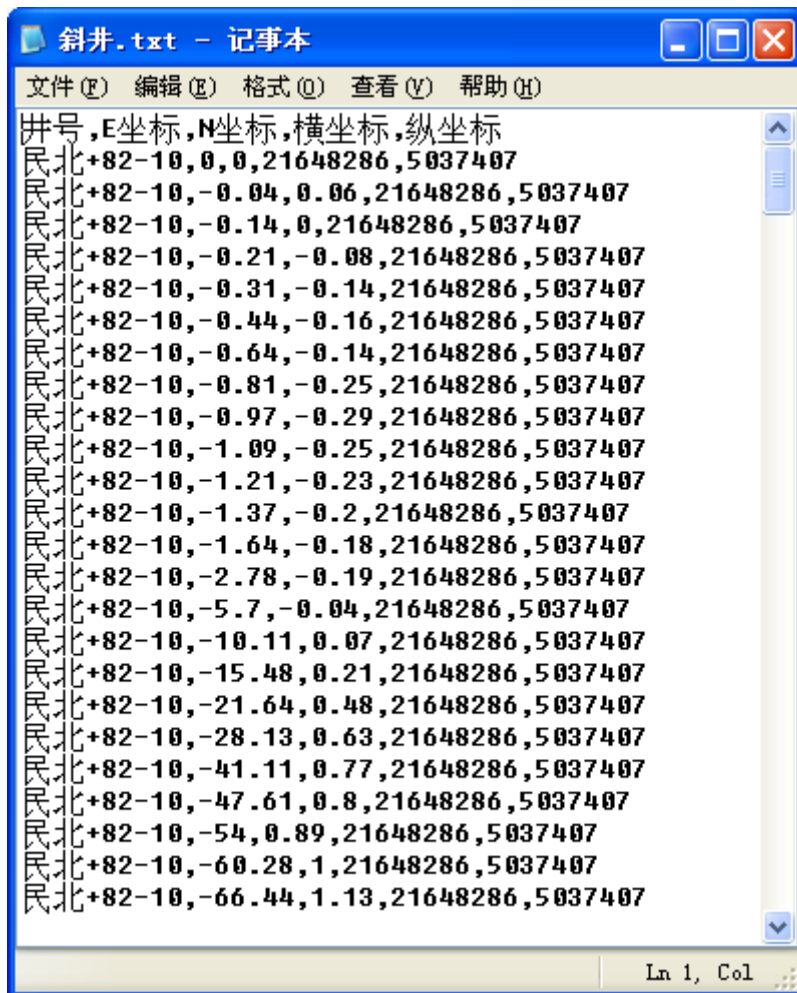 斜井.txt - 记事本
文件(F) 编辑(E) 格式(O) 查看(V) 帮助(H)
井号,E坐标,N坐标,横坐标,纵坐标
民北+82-10,0,0,21648286,5037407
民北+82-10,-0.04,0.06,21648286,5037407
民北+82-10,-0.14,0,21648286,5037407
民北+82-10,-0.21,-0.08,21648286,5037407
民北+82-10,-0.31,-0.14,21648286,5037407
民北+82-10,-0.44,-0.16,21648286,5037407
民北+82-10,-0.64,-0.14,21648286,5037407
民北+82-10,-0.81,-0.25,21648286,5037407
民北+82-10,-0.97,-0.29,21648286,5037407
民北+82-10,-1.09,-0.25,21648286,5037407
民北+82-10,-1.21,-0.23,21648286,5037407
民北+82-10,-1.37,-0.2,21648286,5037407
民北+82-10,-1.64,-0.18,21648286,5037407
民北+82-10,-2.78,-0.19,21648286,5037407
民北+82-10,-5.7,-0.04,21648286,5037407
民北+82-10,-10.11,0.07,21648286,5037407
民北+82-10,-15.48,0.21,21648286,5037407
民北+82-10,-21.64,0.48,21648286,5037407
民北+82-10,-28.13,0.63,21648286,5037407
民北+82-10,-41.11,0.77,21648286,5037407
民北+82-10,-47.61,0.8,21648286,5037407
民北+82-10,-54,0.89,21648286,5037407
民北+82-10,-60.28,1,21648286,5037407
民北+82-10,-66.44,1.13,21648286,5037407
Ln 1, Col